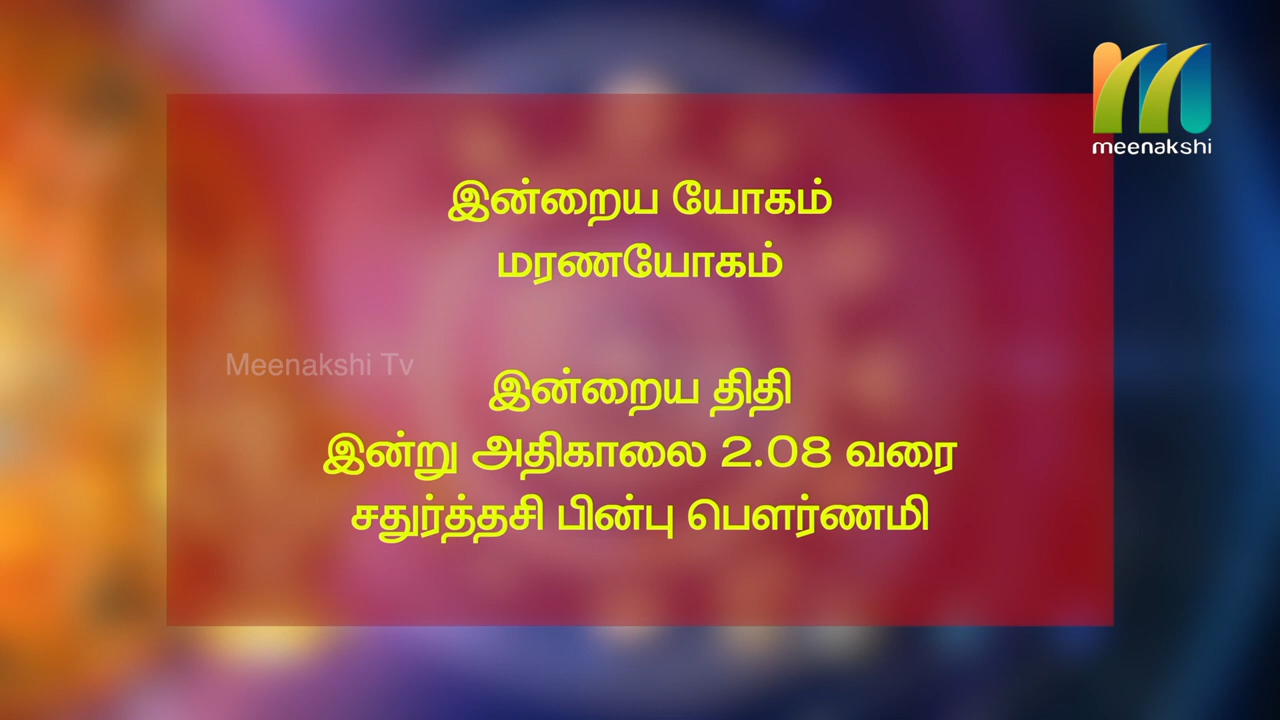 meenakshi
இன்றைய யோகம்
மரணயோகம்
Meenakshi Tv
இன்றைய திதி
இன்று அதிகாலை 2.08 வரை
சதுர்த்தசி பின்பு பௌர்ணமி